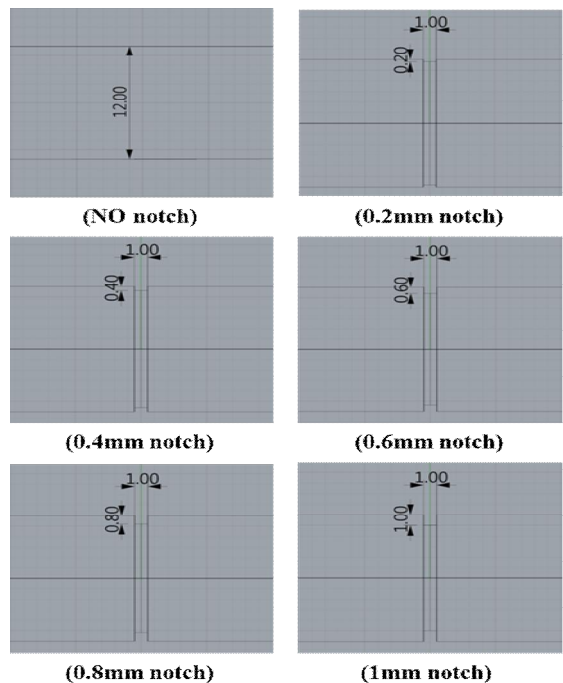 1.00
0.20
12.00
(NO notch)
(0.2mm notch)
1.00
0.40
1.00
0.60
(0.4mm notch)
(0.6mm notch)
1.00
0.80
1.00
1.00
(0.8mm notch)
(1mm notch)